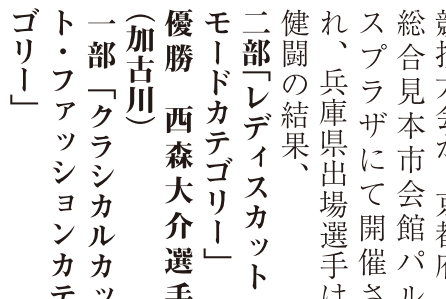 競技大会が、京都府
総合見本市会館パル
スプラザにて開催さ
れ、兵庫県出場選手は
健闘の結果、
二部「レディスカット
モードカテゴリー」
優勝　西森大介選手
（加古川）
一部「クラシカルカッ
ト・ファッションカテ
ゴリー」